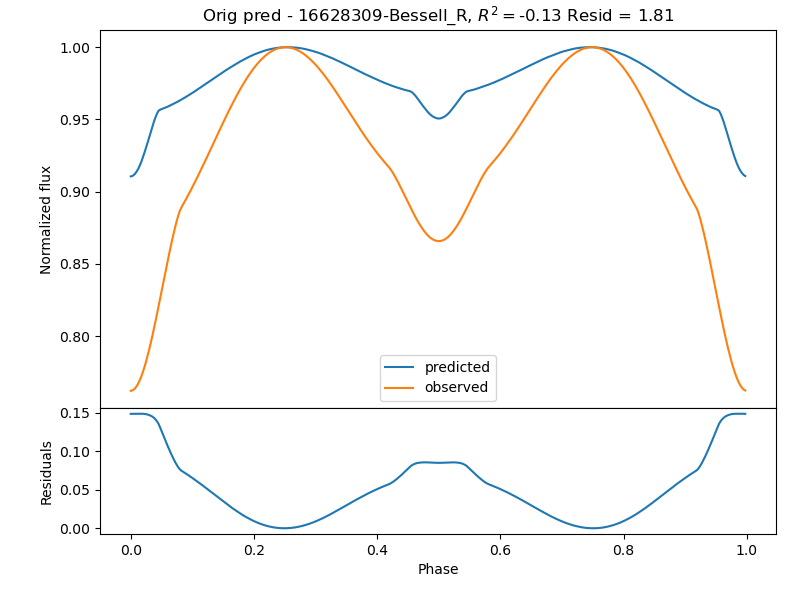 Orig pred - 16628309-Bessell_R, R² = -0.13 Resid = 1.81
1.00
0.95
0.90
0.85
0.80
Normalized flux
predicted
observed
0.15
0.10
0.05
0.00
Residuals
0.0 0.2 0.4 0.6 0.8 1.0
Phase